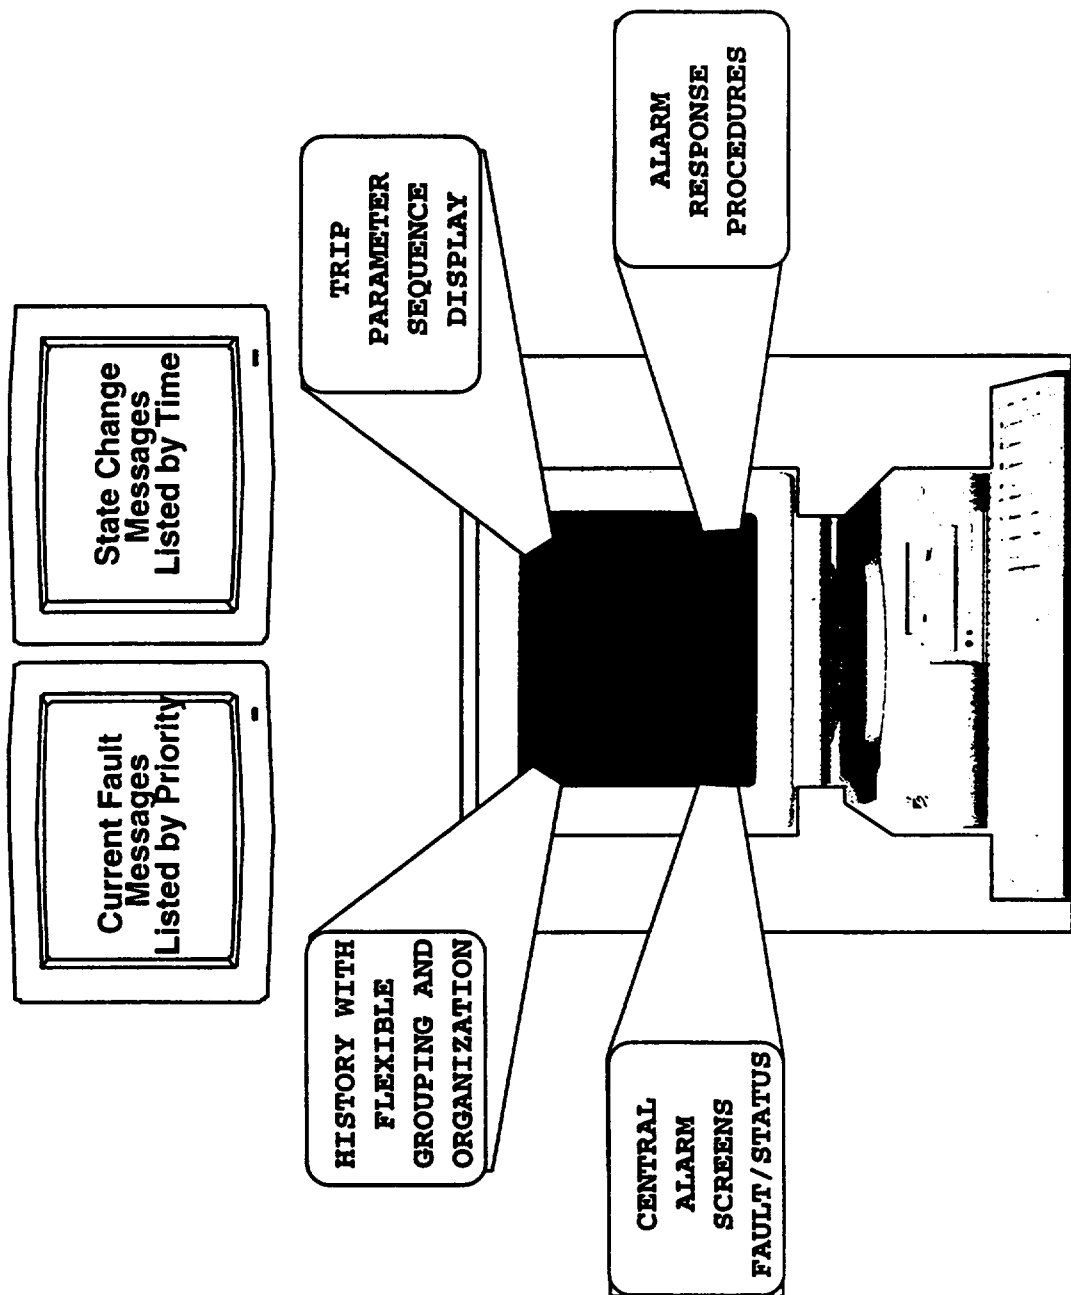 Current Fault
Messages
Listed by Priority
State Change
Messages
Listed by Time
HISTORY WITH
FLEXIBLE
GROUPING AND
ORGANIZATION
TRIP
PARAMETER
SEQUENCE
DISPLAY
CENTRAL
ALARM
SCREENS
FAULT/STATUS
ALARM
RESPONSE
PROCEDURES